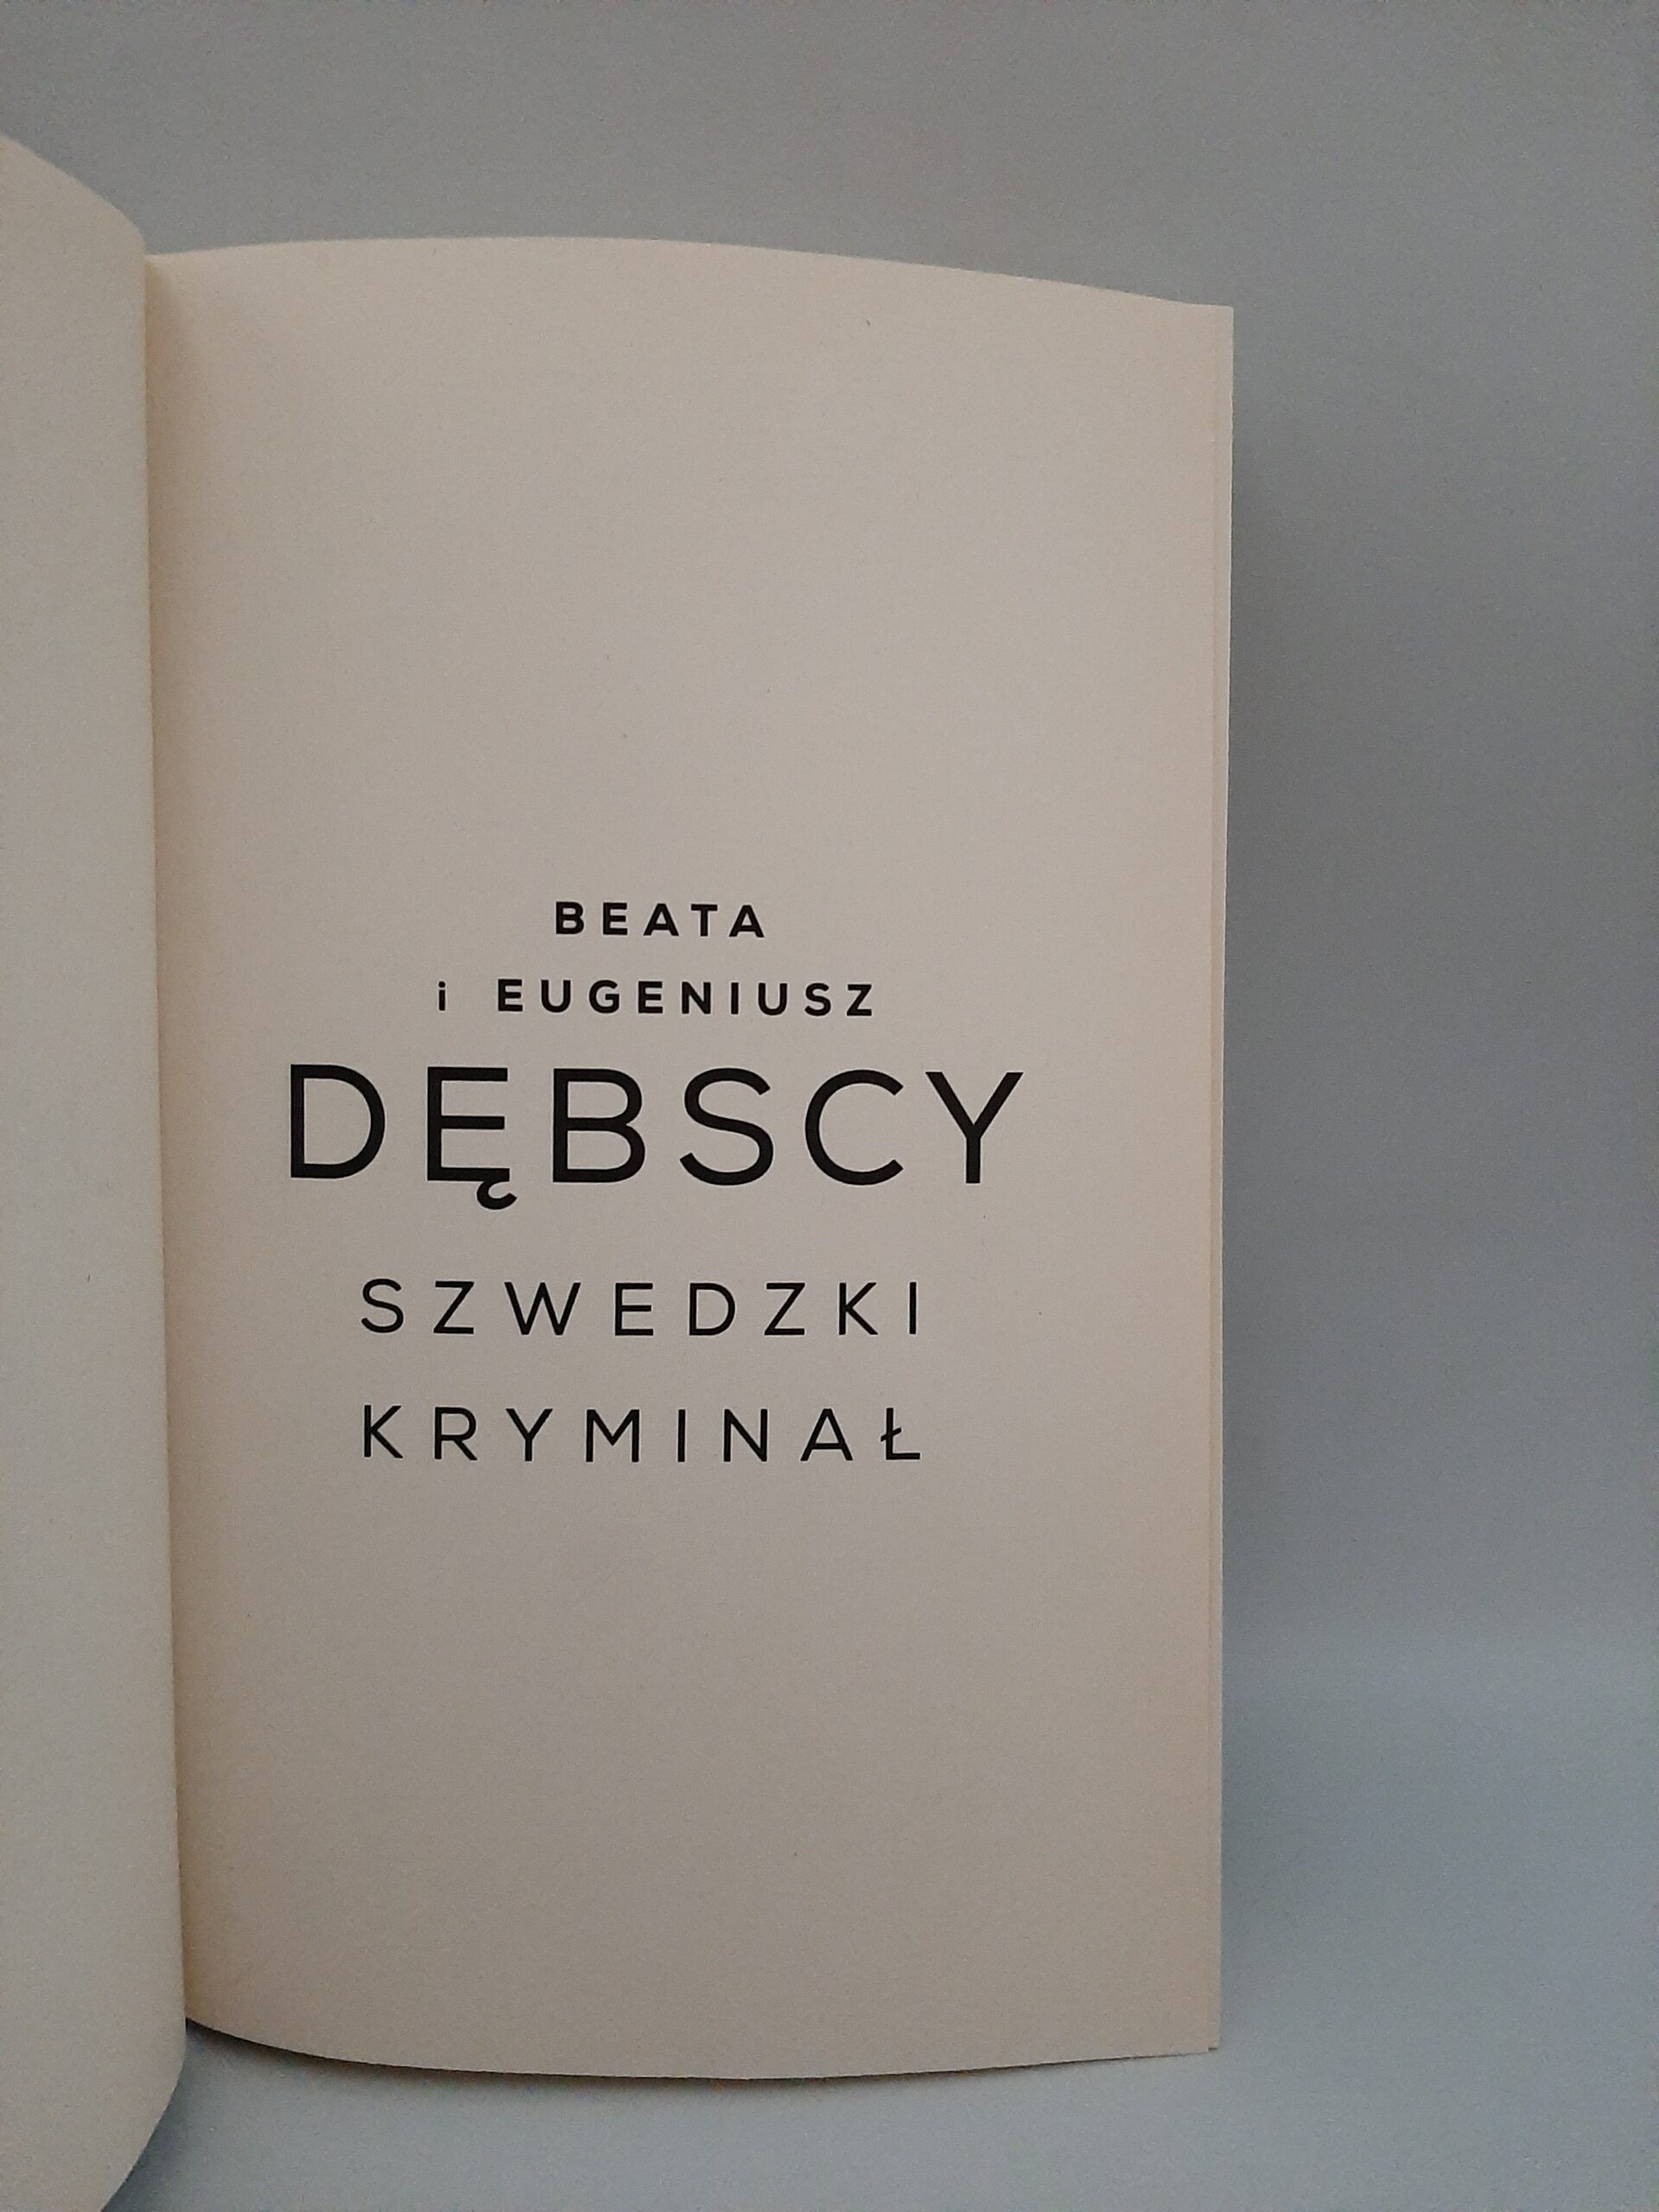 BEATA
i EUGENIUSZ
DĘBSCY
SZWEDZKI
KRYMINAŁ